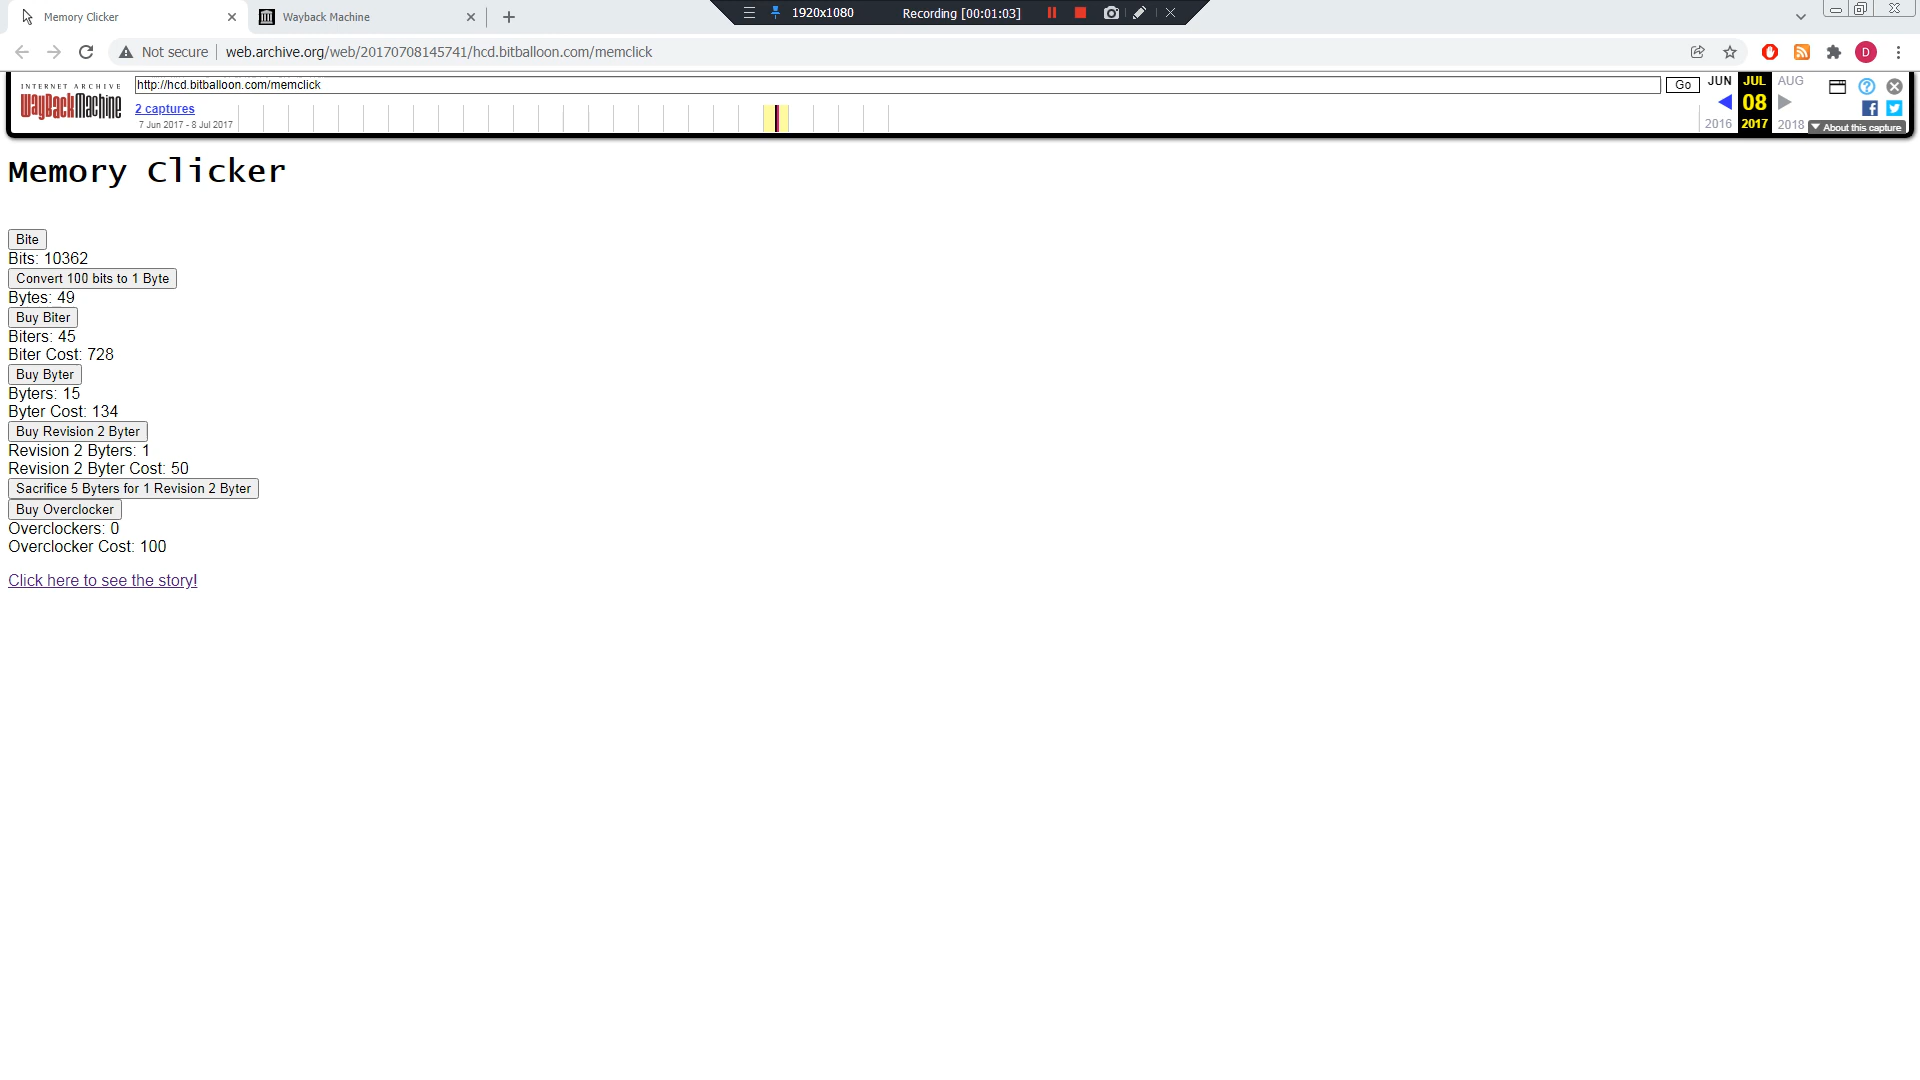 Memory Clicker
Wayback Machine
1920x1080
Recording [00:01:03]
Not secure
web.archive.org/web/20170708145741/hcd.bitballoon.com/memclick
D
INTERNET ARCHIVE
WayBackMachine
http://hcd.bitballoon.com/memclick
Go
JUN
JUL
AUG
2 captures
08
7 Jun 2017 - 8 Jul 2017
2016
2017
2018
About this capture
Memory Clicker
Bite
Bits: 10362
Convert 100 bits to 1 Byte
Bytes: 49
Buy Biter
Biters: 45
Biter Cost: 728
Buy Byter
Byters: 15
Byter Cost: 134
Buy Revision 2 Byter
Revision 2 Byters: 1
Revision 2 Byter Cost: 50
Sacrifice 5 Byters for 1 Revision 2 Byter
Buy Overclocker
Overclockers: 0
Overclocker Cost: 100
Click here to see the story!